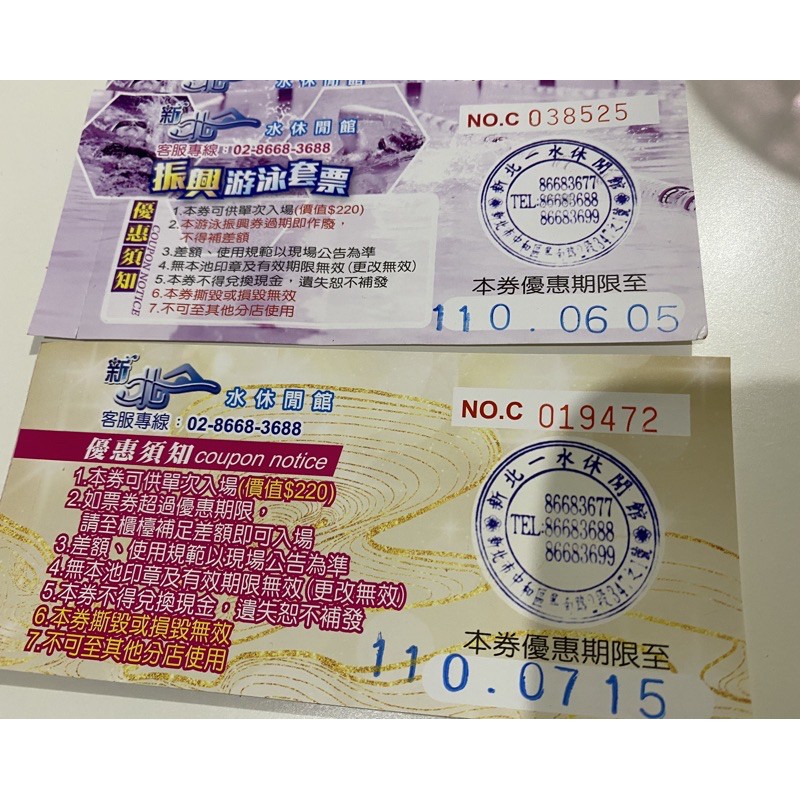 水休閒館
新北
水休閒館
客服專線：02-8668-3688
振興游泳套票
優惠須知
COUPON NOTICE
1.本券可供單次入場(價值$220)
2.本游泳振興券過期即作廢，
不得補差額
3.差額、使用規範以現場公告為準
4.無本池印章及有效期限無效(更改無效)
5.本券不得兌換現金，遺失恕不補發
6.本券撕毀或損毀無效
7.不可至其他分店使用
NO.C 038525
新北一水休閒館
86683677
TEL:86683688
86683699
本券優惠期限至
110.0605
新北
水休閒館
客服專線：02-8668-3688
優惠須知 coupon notice
1.本券可供單次入場(價值$220)
2.如票券超過優惠期限，
請至櫃檯補足差額即可入場
3.差額、使用規範以現場公告為準
4.無本池印章及有效期限無效(更改無效)
5.本券不得兌換現金，遺失恕不補發
6.本券撕毀或損毀無效
7.不可至其他分店使用
NO.C 019472
新北一水休閒館
86683677
TEL:86683688
86683699
本券優惠期限至
110.0715